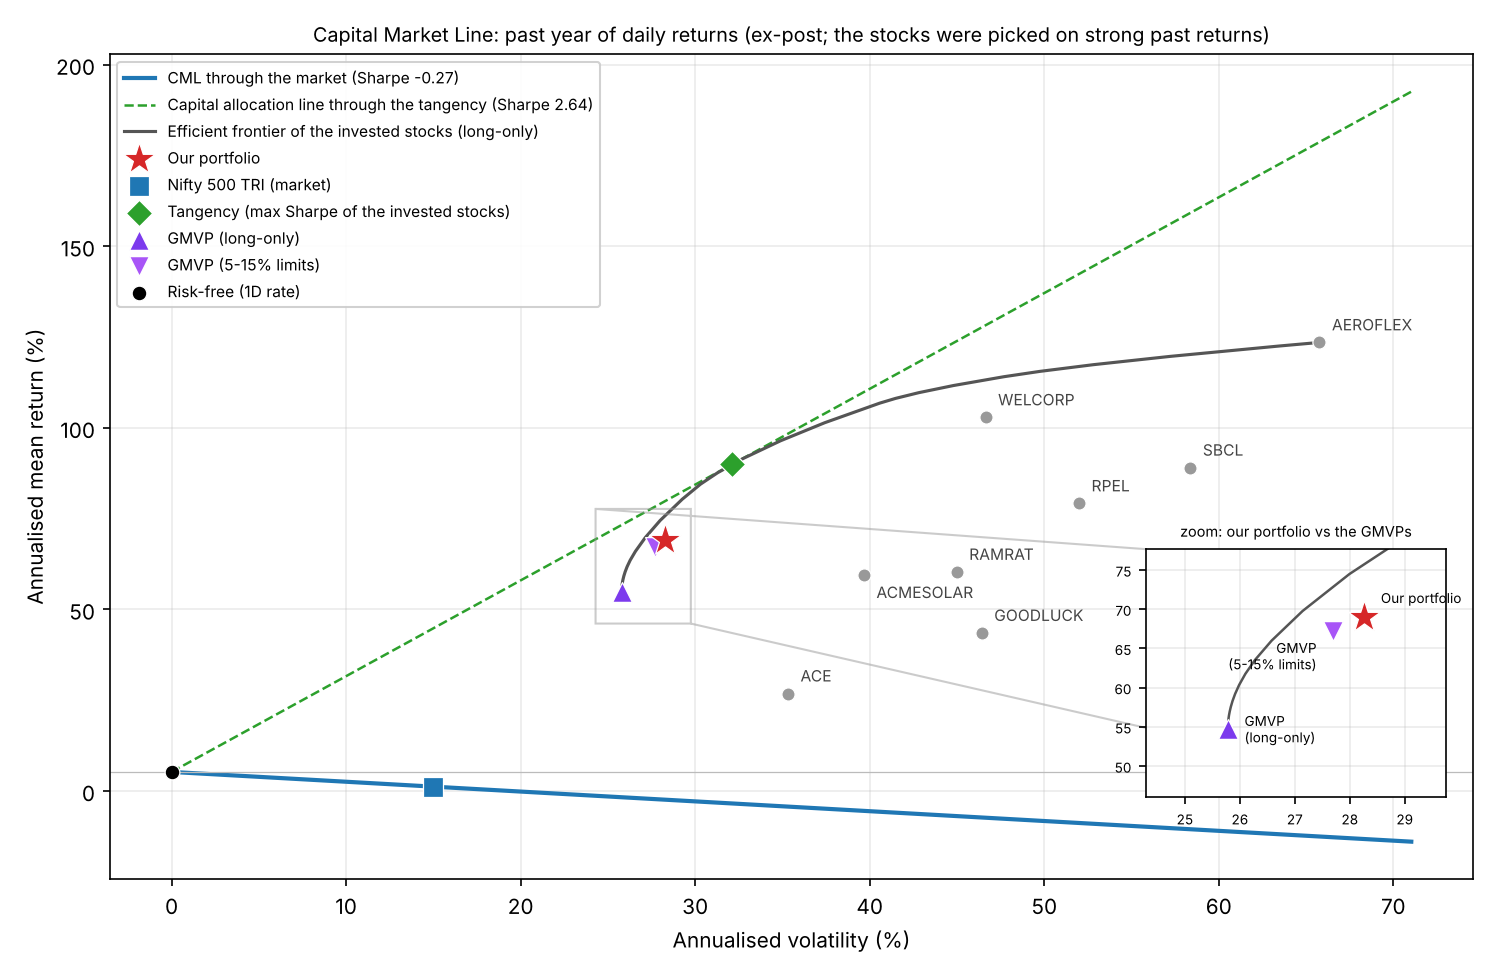 Capital Market Line: past year of daily returns (ex-post; the stocks were picked on strong past returns)
CML through the market (Sharpe -0.27)
Capital allocation line through the tangency (Sharpe 2.64)
Efficient frontier of the invested stocks (long-only)
Our portfolio
Nifty 500 TRI (market)
Tangency (max Sharpe of the invested stocks)
GMVP (long-only)
GMVP (5-15% limits)
Risk-free (1D rate)
Annualised mean return (%)
200
150
100
50
0
AEROFLEX
WELCORP
SBCL
RPEL
RAMRAT
ACMESOLAR
GOODLUCK
ACE
zoom: our portfolio vs the GMVPs
75
70
65
60
55
50
Our portfolio
GMVP
(5-15% limits)
GMVP
(long-only)
25 26 27 28 29
0 10 20 30 40 50 60 70
Annualised volatility (%)